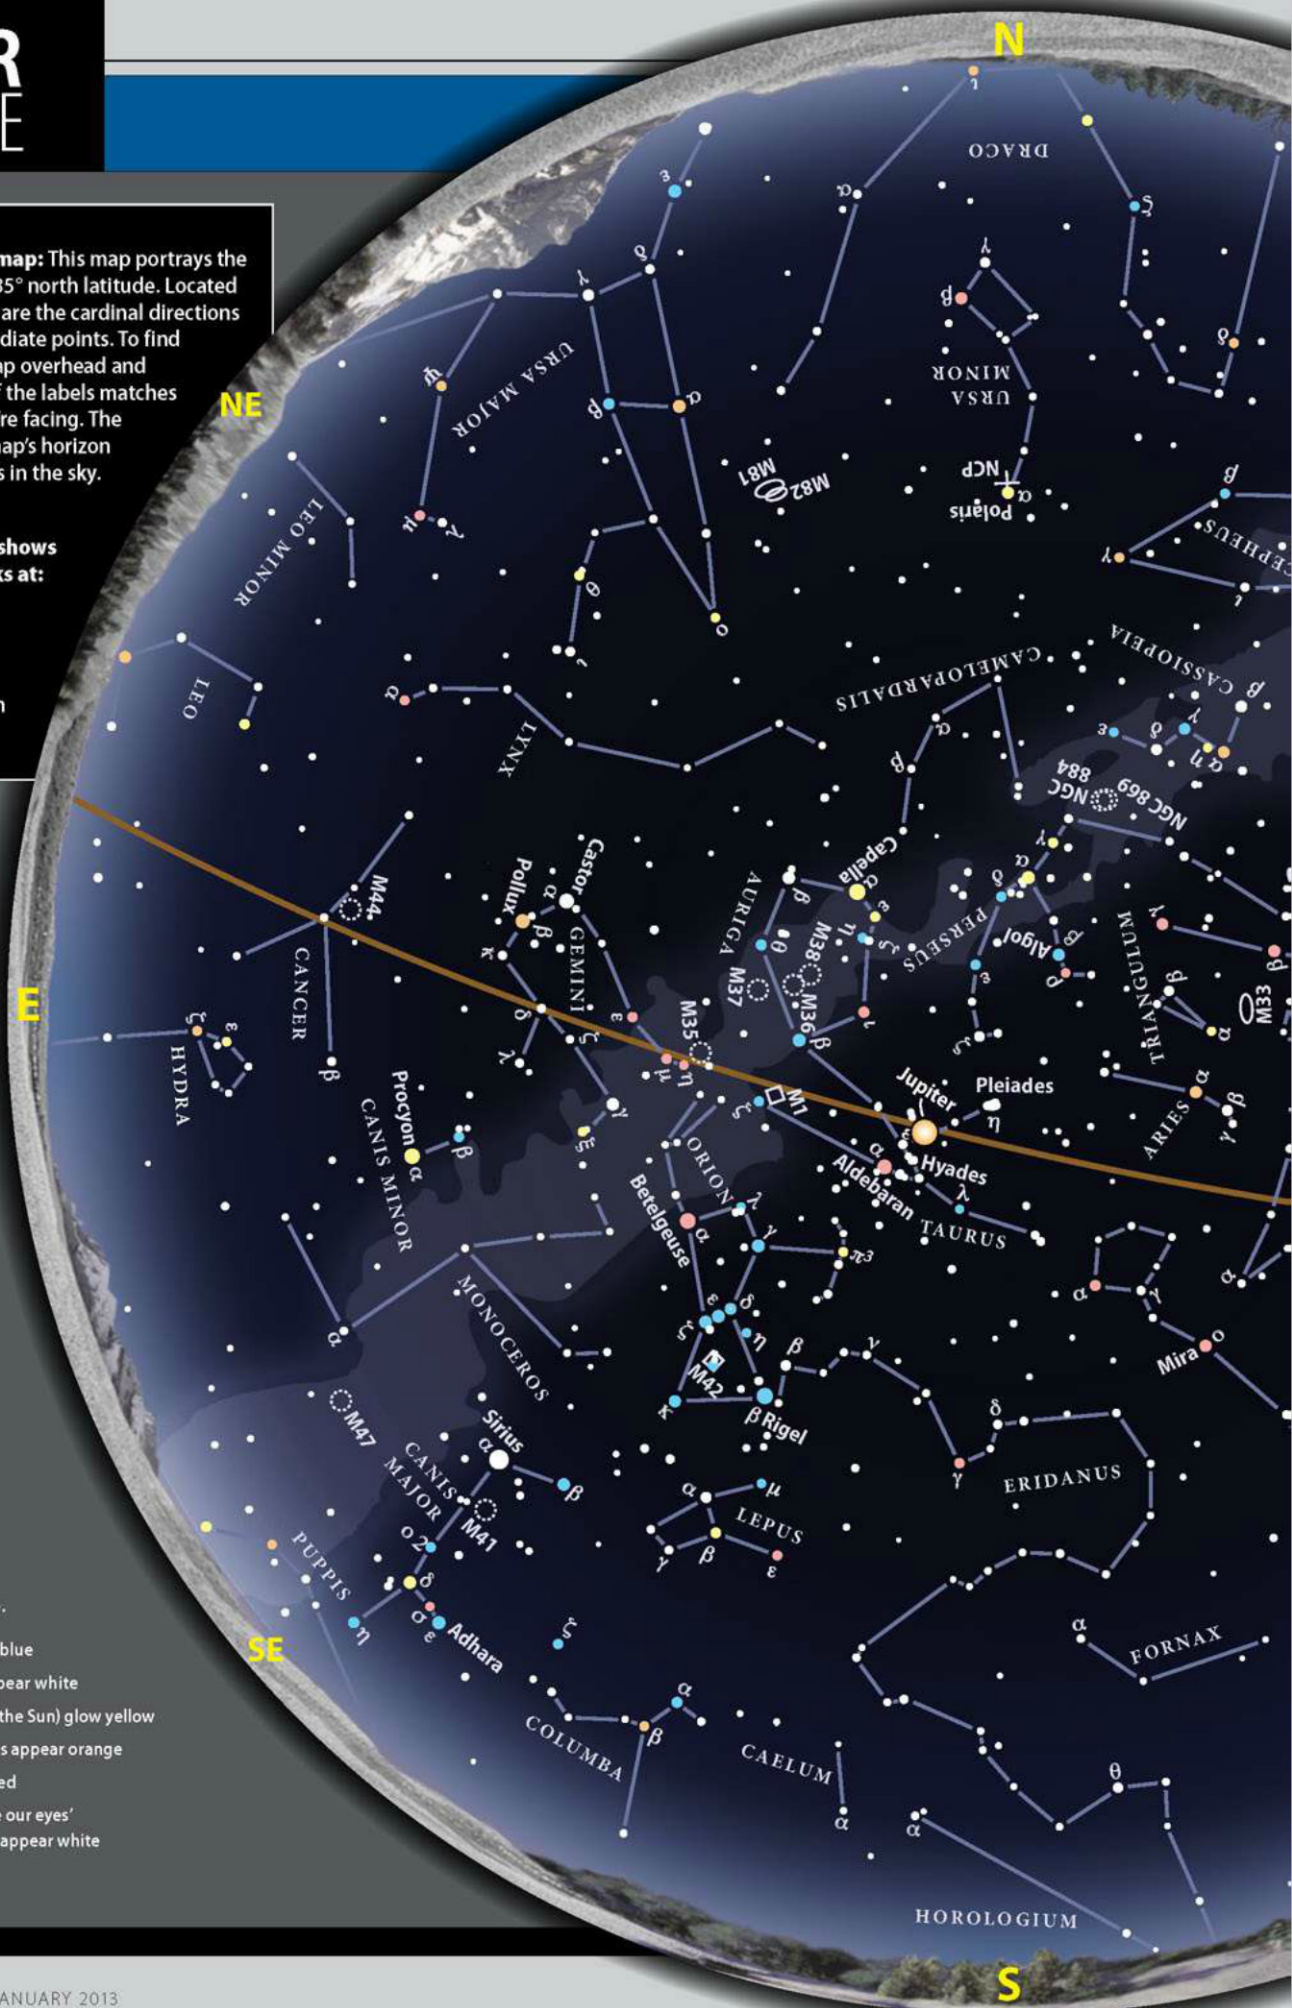 R
E
map: This map portrays the
35° north latitude. Located
are the cardinal directions
diate points. To find
ap overhead and
f the labels matches
're facing. The
ap's horizon
s in the sky.
shows
ks at:
n
.
blue
pear white
the Sun) glow yellow
s appear orange
ed
e our eyes'
appear white
ANUARY 2013
N
NE
E
SE
S
ι
DRACO
α
ζ
ε
δ
γ
γ
β
δ
URSA MAJOR
Ψ
β
α
URSA
MINOR
M81
M82
NCP
α
Polaris
β
CEPHEUS
γ
ι
LEO MINOR
μ
λ
θ
ο
ι
CAMELOPARDALIS
CASSIOPEIA
β
LEO
α
LYNX
α
β
ε
δ
γ
η
α
NGC
884
NGC 869
Castor
Pollux
α
β
κ
GEMINI
AURIGA
β
Capella
α
ε
η
ζ
θ
M38
M37
M36
ι
β
γ
α
δ
PERSEUS
Algol
β
ρ
ε
ζ
TRIANGULUM
γ
β
β
α
M33
M44
CANCER
β
δ
λ
ζ
ε
M35
μ
η
γ
ξ
ζ
M1
ζ
ε
HYDRA
Procyon
α
β
CANIS MINOR
Jupiter
Pleiades
η
ε
α
Hyades
Aldebaran
λ
TAURUS
ARIES
α
β
γ
ORION
Betelgeuse
α
λ
γ
π³
α
α
γ
ο
Mira
α
MONOCEROS
ε
δ
ζ
η
M42
κ
β
Rigel
β
λ
δ
γ
ERIDANUS
M47
Sirius
α
CANIS
MAJOR
β
M41
ο 2
δ
σ
ε
Adhara
PUPPIS
η
α
μ
LEPUS
γ
β
ε
ζ
α
FORNAX
COLUMBA
α
β
CAELUM
α
θ
α
HOROLOGIUM